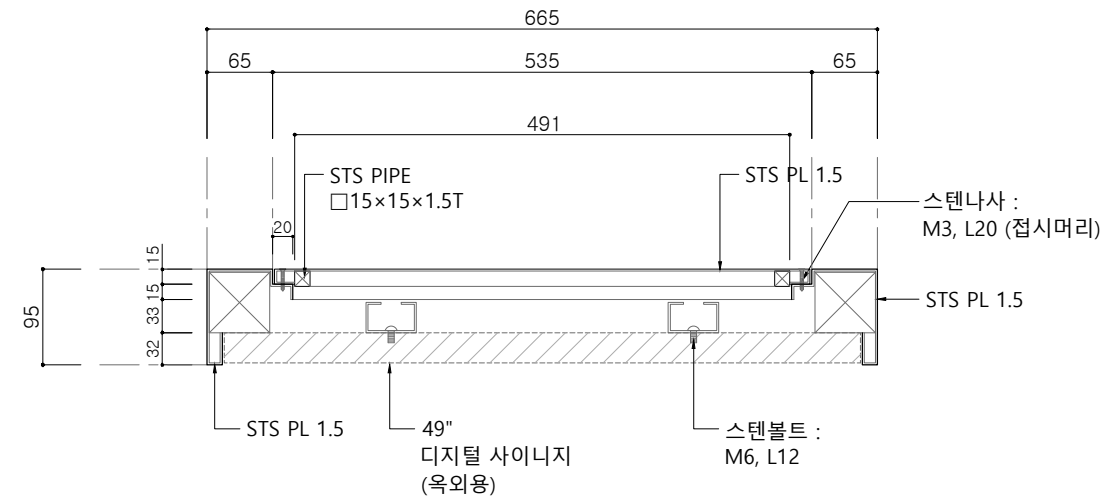 665
65
535
65
491
STS PIPE
□15×15×1.5T
STS PL 1.5
스텐나사 :
M3, L20 (접시머리)
20
15
15
33
32
95
STS PL 1.5
STS PL 1.5
49"
디지털 사이니지
(옥외용)
스텐볼트 :
M6, L12